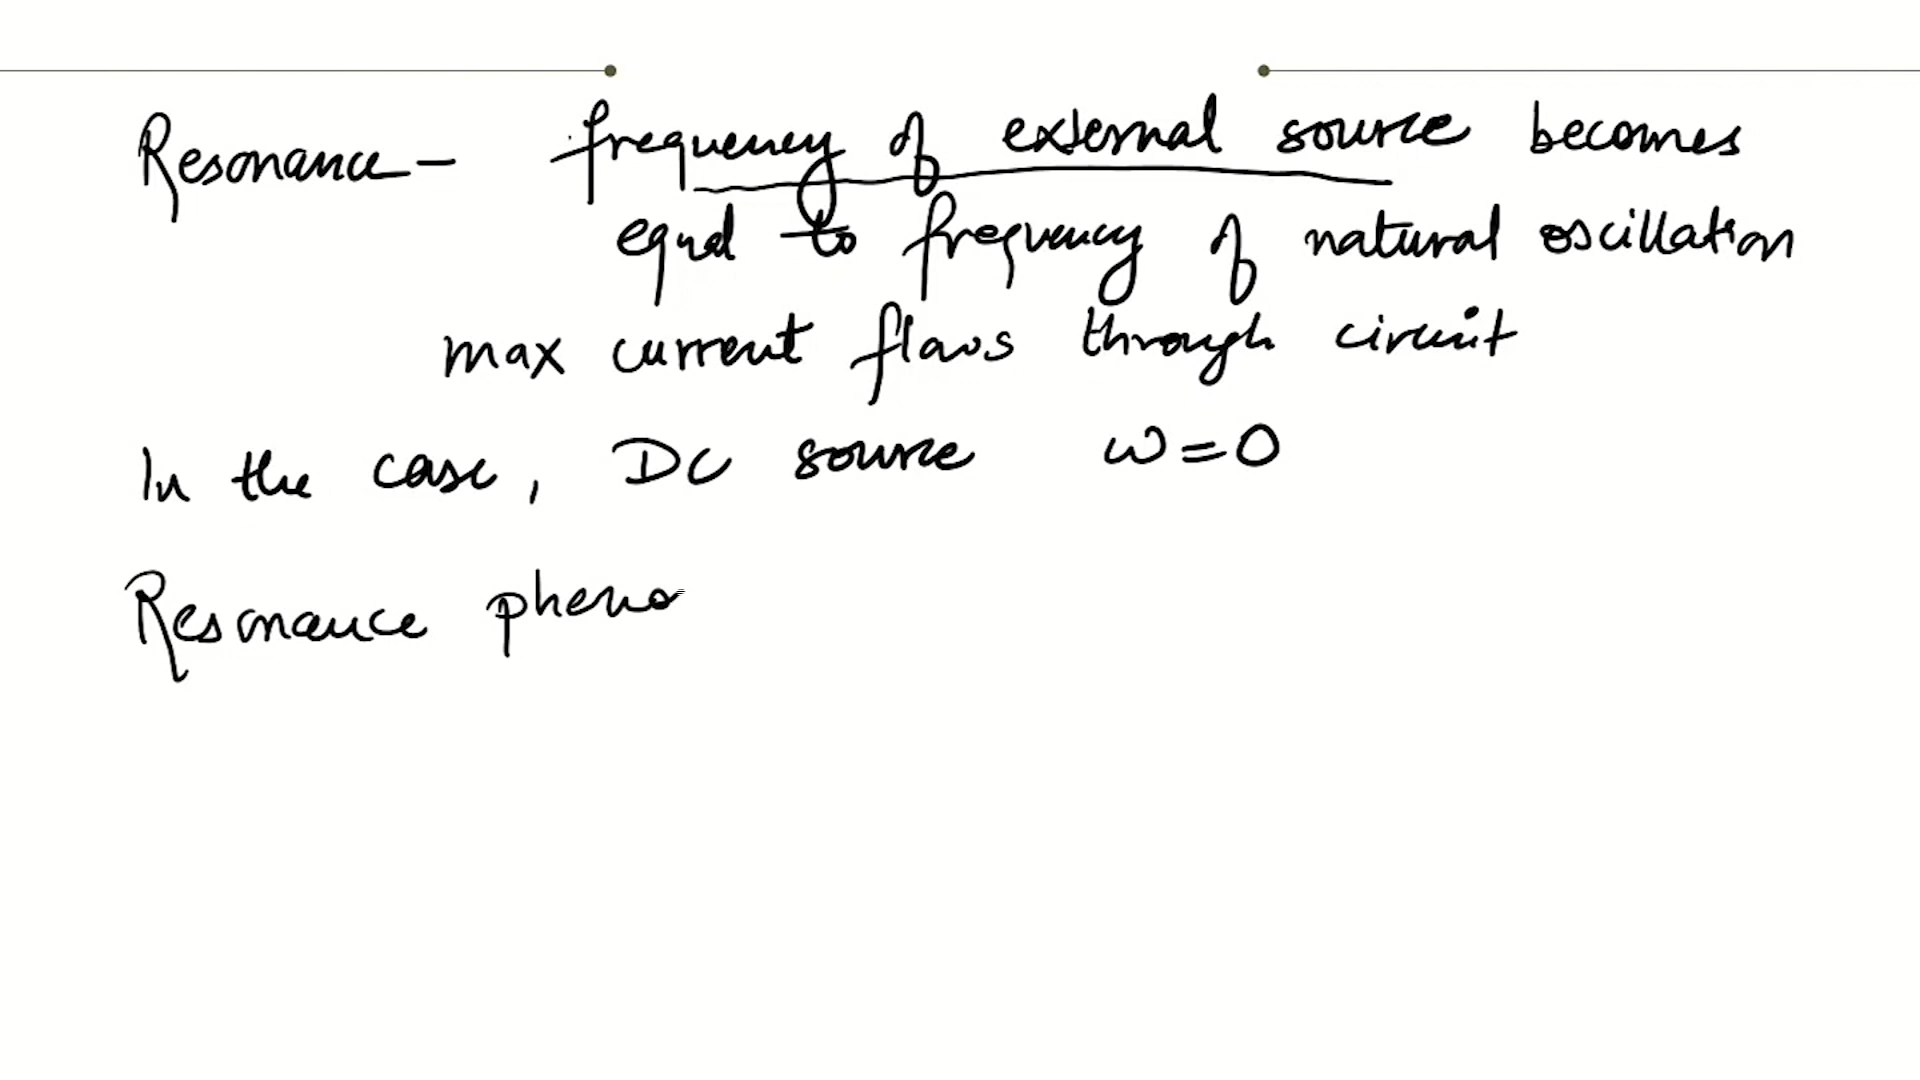 Resonance - frequency of external source becomes
equal to frequency of natural oscillation
max current flows through circuit
In the case, DC source ω=0
Resonance pheno